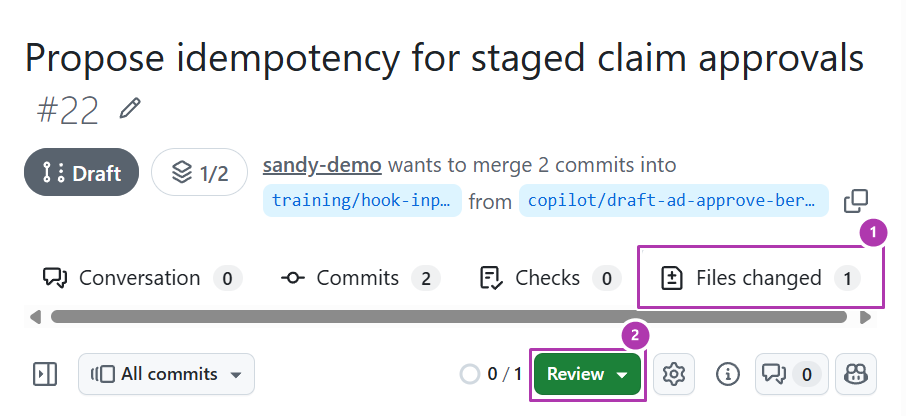 Propose idempotency for staged claim approvals
#22
Draft 1/2 sandy-demo wants to merge 2 commits into
training/hook-inp… from copilot/draft-ad-approve-ber…
1
Conversation 0 Commits 2 Checks 0 Files changed 1
2
All commits 0 / 1 Review 0